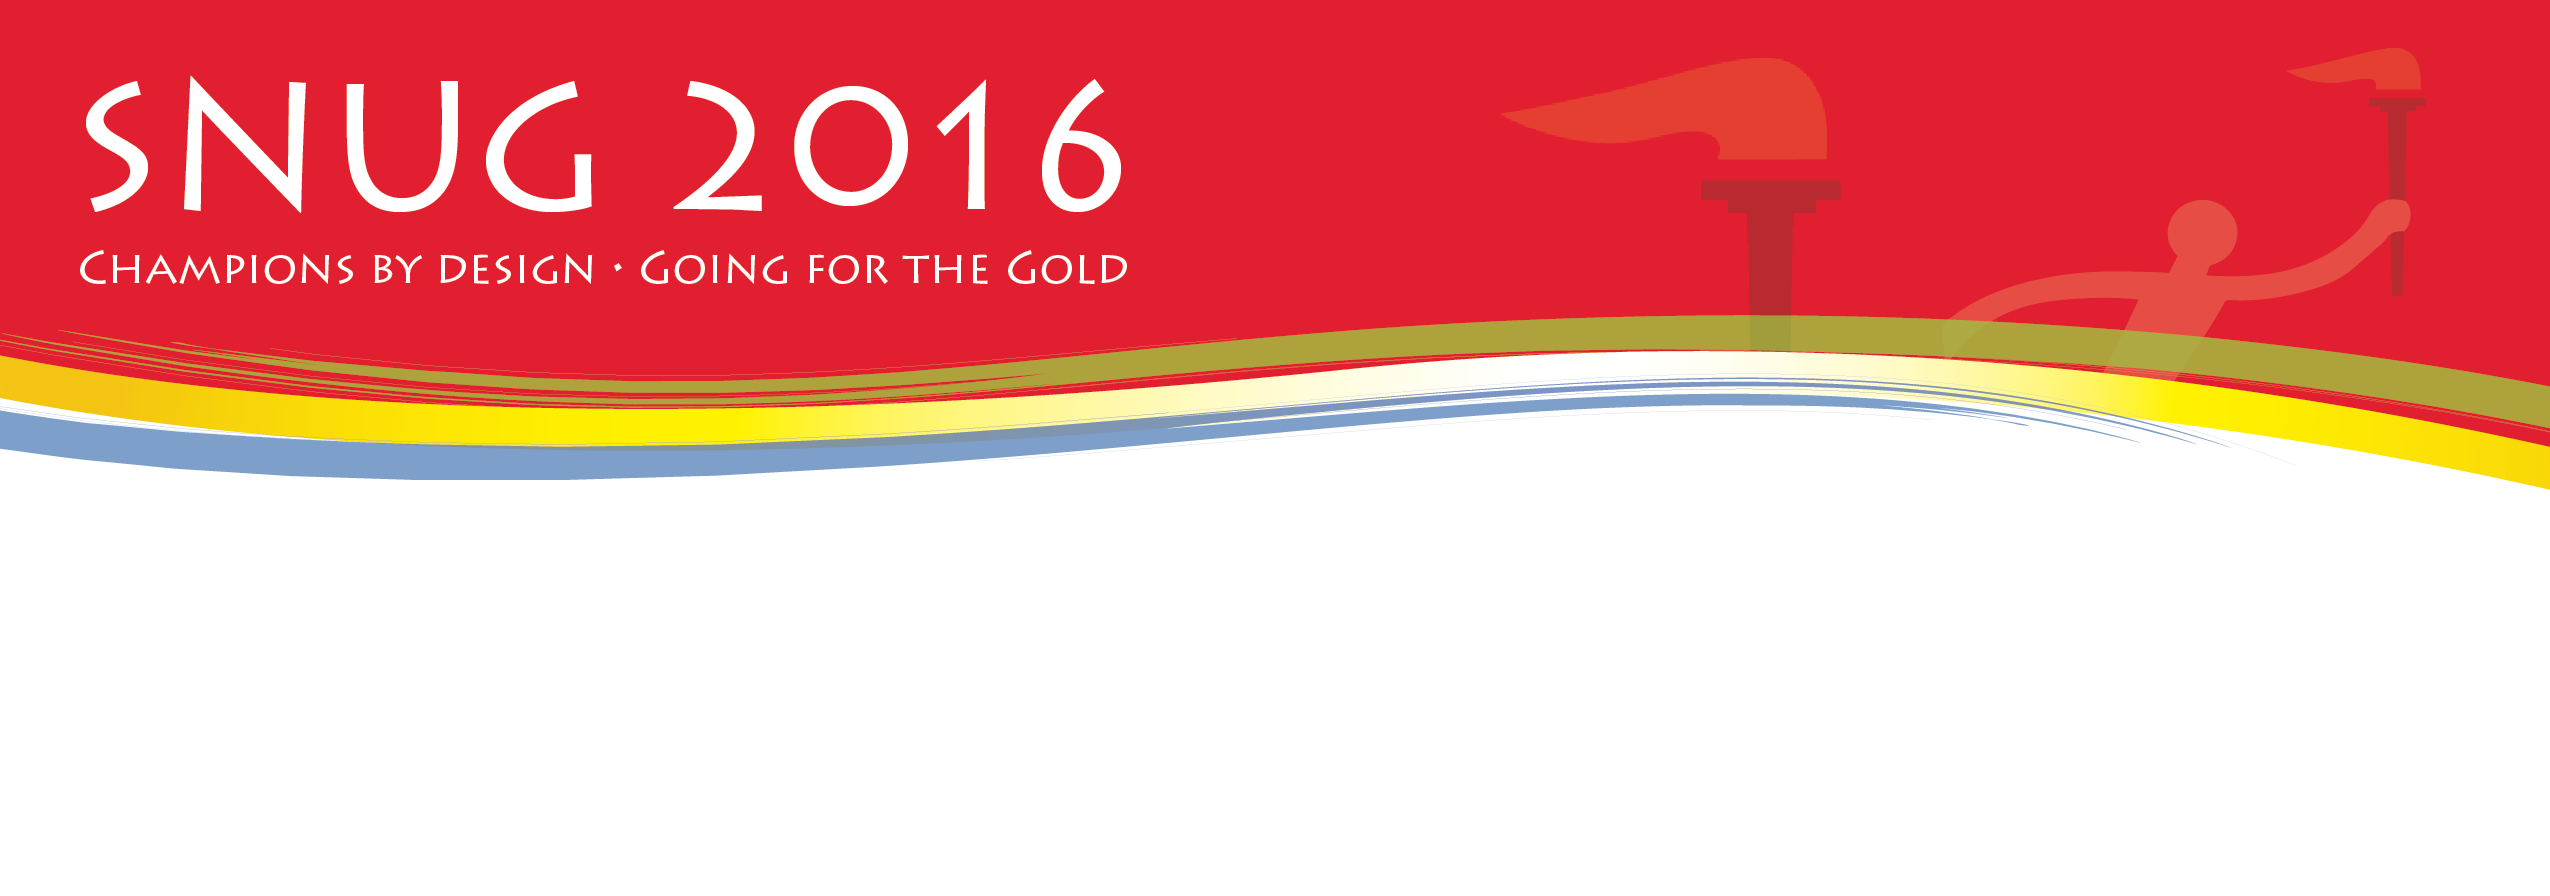 SNUG 2016
CHAMPIONS BY DESIGN · GOING FOR THE GOLD